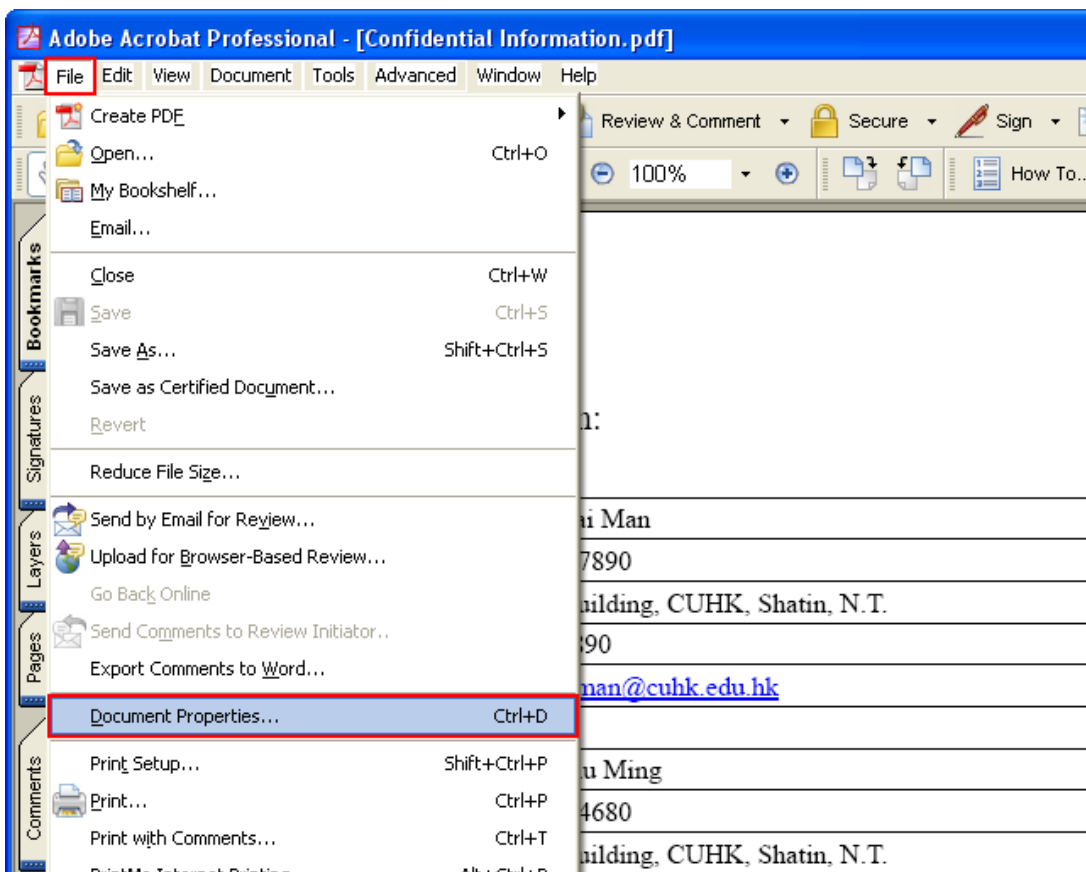 Adobe Acrobat Professional - [Confidential Information.pdf]
File Edit View Document Tools Advanced Window Help
Review & Comment Secure Sign
100% How To..
Create PDF
Open... Ctrl+O
My Bookshelf...
Email...
Close Ctrl+W
Save Ctrl+S
Save As... Shift+Ctrl+S
Save as Certified Document...
Revert
Reduce File Size...
Send by Email for Review...
Upload for Browser-Based Review...
Go Back Online
Send Comments to Review Initiator..
Export Comments to Word...
Document Properties... Ctrl+D
Print Setup... Shift+Ctrl+P
Print... Ctrl+P
Print with Comments... Ctrl+T
Bookmarks
Signatures
Layers
Pages
Comments
n:
ai Man
7890
uilding, CUHK, Shatin, N.T.
890
man@cuhk.edu.hk
u Ming
4680
uilding, CUHK, Shatin, N.T.